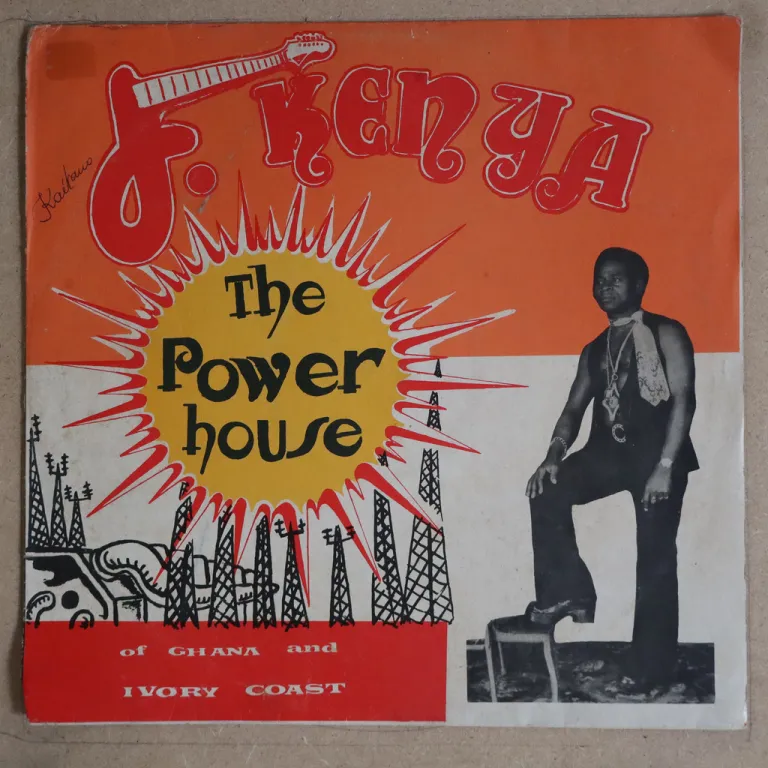 F. KENYA
The
Power
house
of GHANA and
IVORY COAST